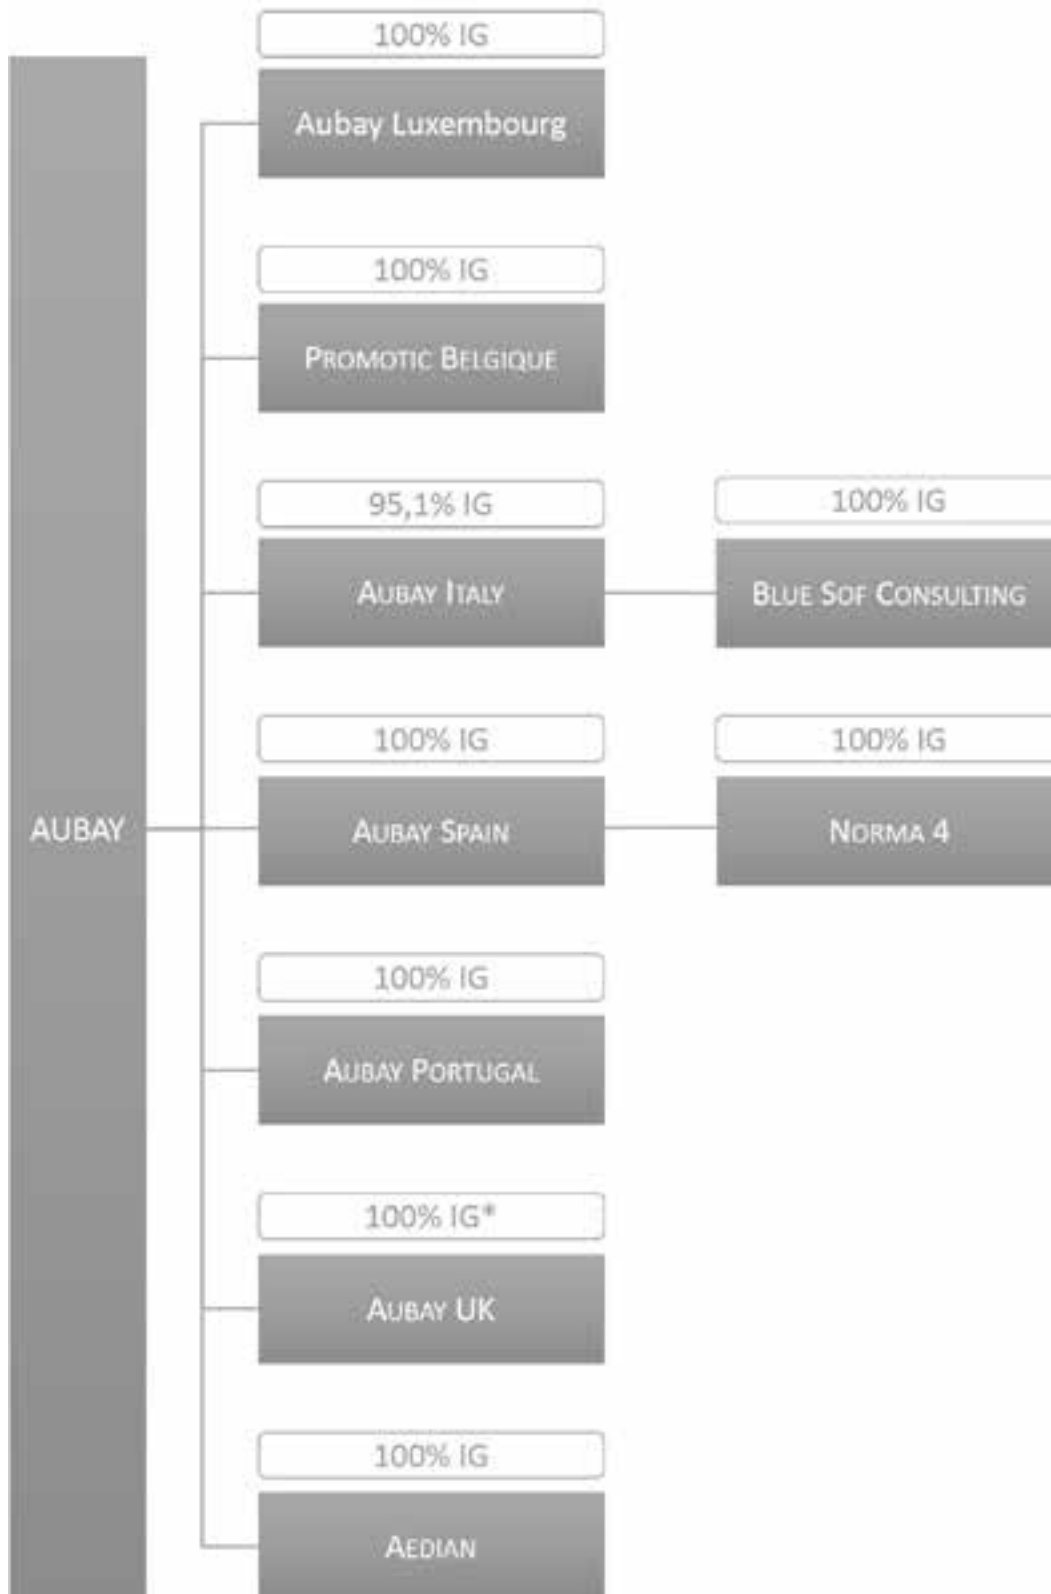 100% IG
Aubay Luxembourg
100% IG
PROMOTIC BELGIQUE
95,1% IG
100% IG
AUBAY ITALY
BLUE SOF CONSULTING
100% IG
100% IG
AUBAY
AUBAY SPAIN
NORMA 4
100% IG
AUBAY PORTUGAL
100% IG*
AUBAY UK
100% IG
AEDIAN